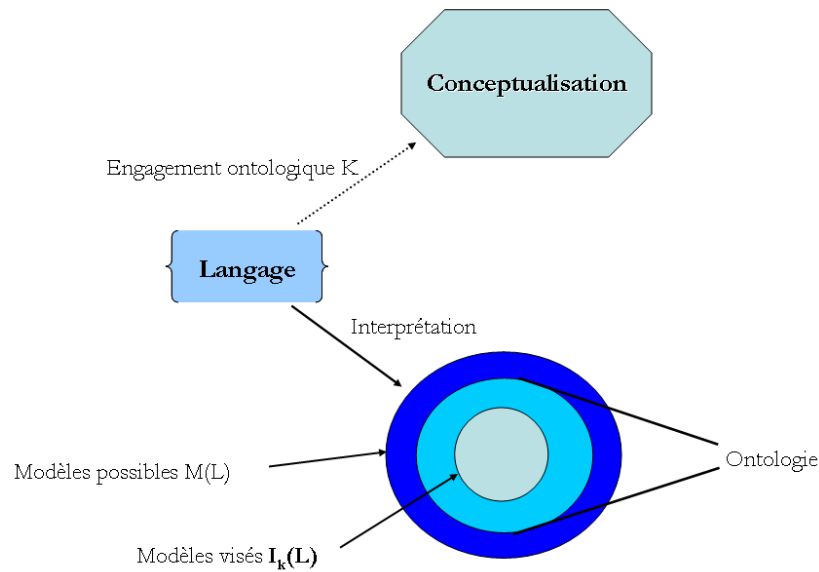 Conceptualisation
Engagement ontologique K
Langage
Interprétation
Modèles possibles M(L)
Ontologie
Modèles visés Iₖ(L)